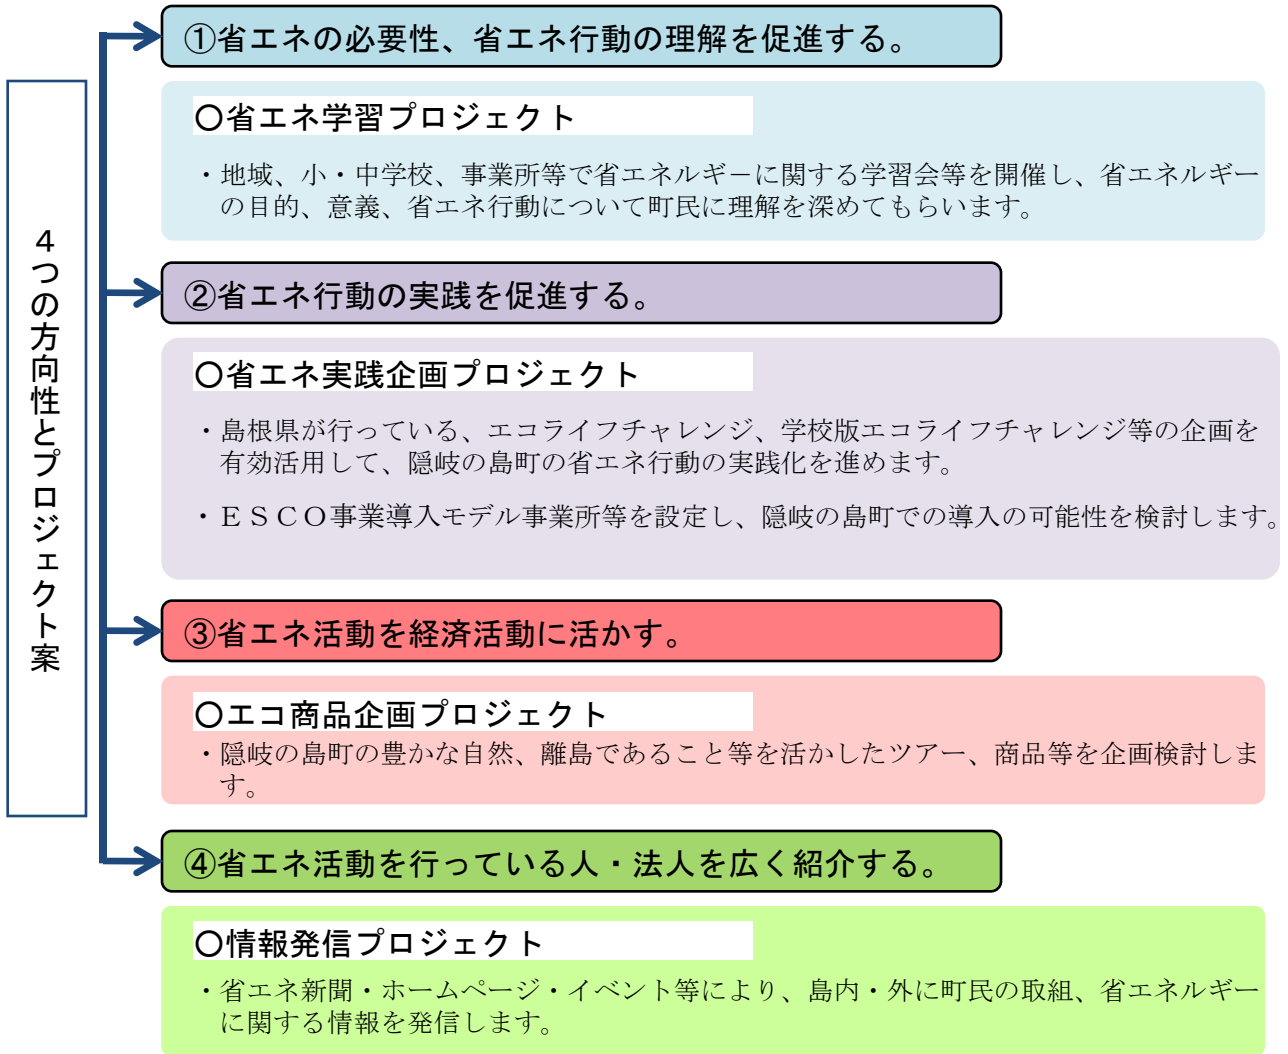 ４つの方向性とプロジェクト案
①省エネの必要性、省エネ行動の理解を促進する。
〇省エネ学習プロジェクト
・地域、小・中学校、事業所等で省エネルギ－に関する学習会等を開催し、省エネルギー
の目的、意義、省エネ行動について町民に理解を深めてもらいます。
②省エネ行動の実践を促進する。
〇省エネ実践企画プロジェクト
・島根県が行っている、エコライフチャレンジ、学校版エコライフチャレンジ等の企画を
有効活用して、隠岐の島町の省エネ行動の実践化を進めます。
・ＥＳＣＯ事業導入モデル事業所等を設定し、隠岐の島町での導入の可能性を検討します。
③省エネ活動を経済活動に活かす。
〇エコ商品企画プロジェクト
・隠岐の島町の豊かな自然、離島であること等を活かしたツアー、商品等を企画検討しま
す。
④省エネ活動を行っている人・法人を広く紹介する。
〇情報発信プロジェクト
・省エネ新聞・ホームページ・イベント等により、島内・外に町民の取組、省エネルギー
に関する情報を発信します。